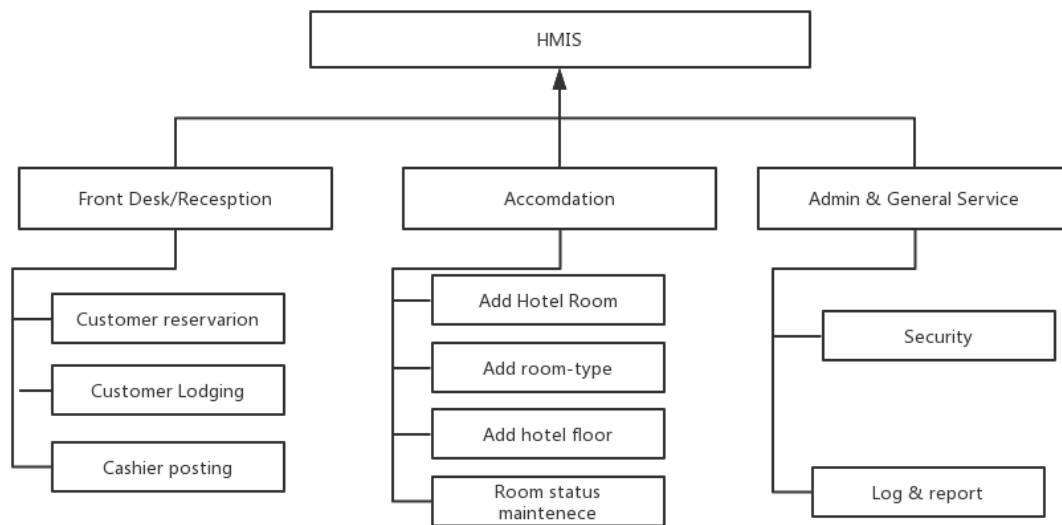 HMIS
Front Desk/Recesption
Accomdation
Admin & General Service
Customer reservarion
Customer Lodging
Cashier posting
Add Hotel Room
Add room-type
Add hotel floor
Room status
maintenece
Security
Log & report